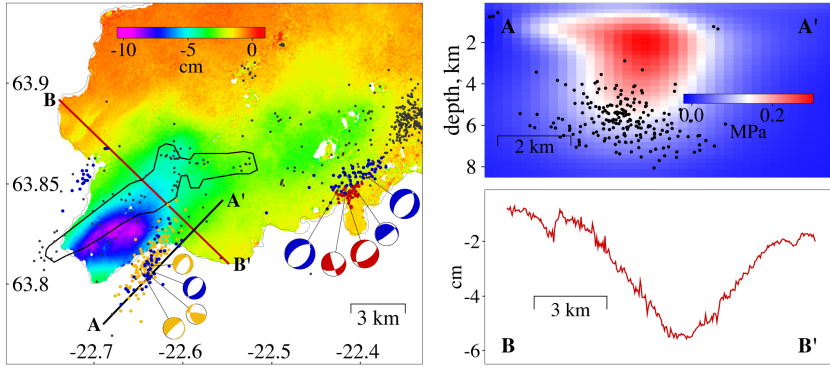 -10 -5 0
cm
63.9
63.85
63.8
B
A'
B'
A
3 km
-22.7 -22.6 -22.5 -22.4
A A'
2
4
6
8
depth, km
0.0 0.2
MPa
2 km
-2
-4
-6
cm
3 km
B B'